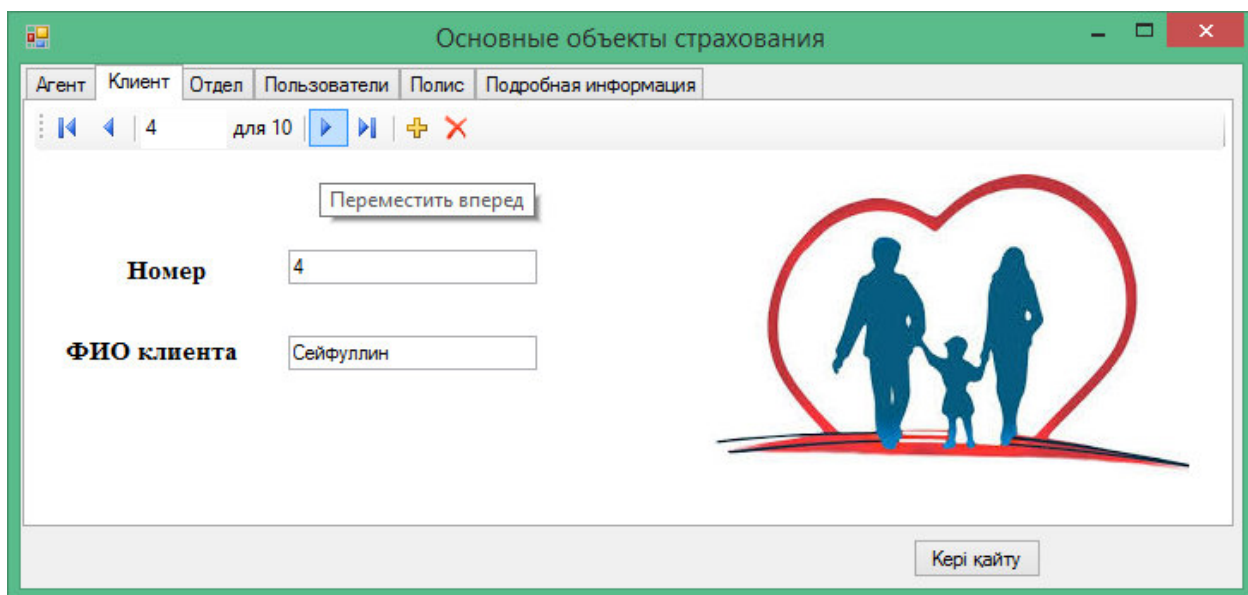 Основные объекты страхования
Агент Клиент Отдел Пользователи Полис Подробная информация
4 для 10
Переместить вперед
Номер 4
ФИО клиента Сейфуллин
Кері қайту